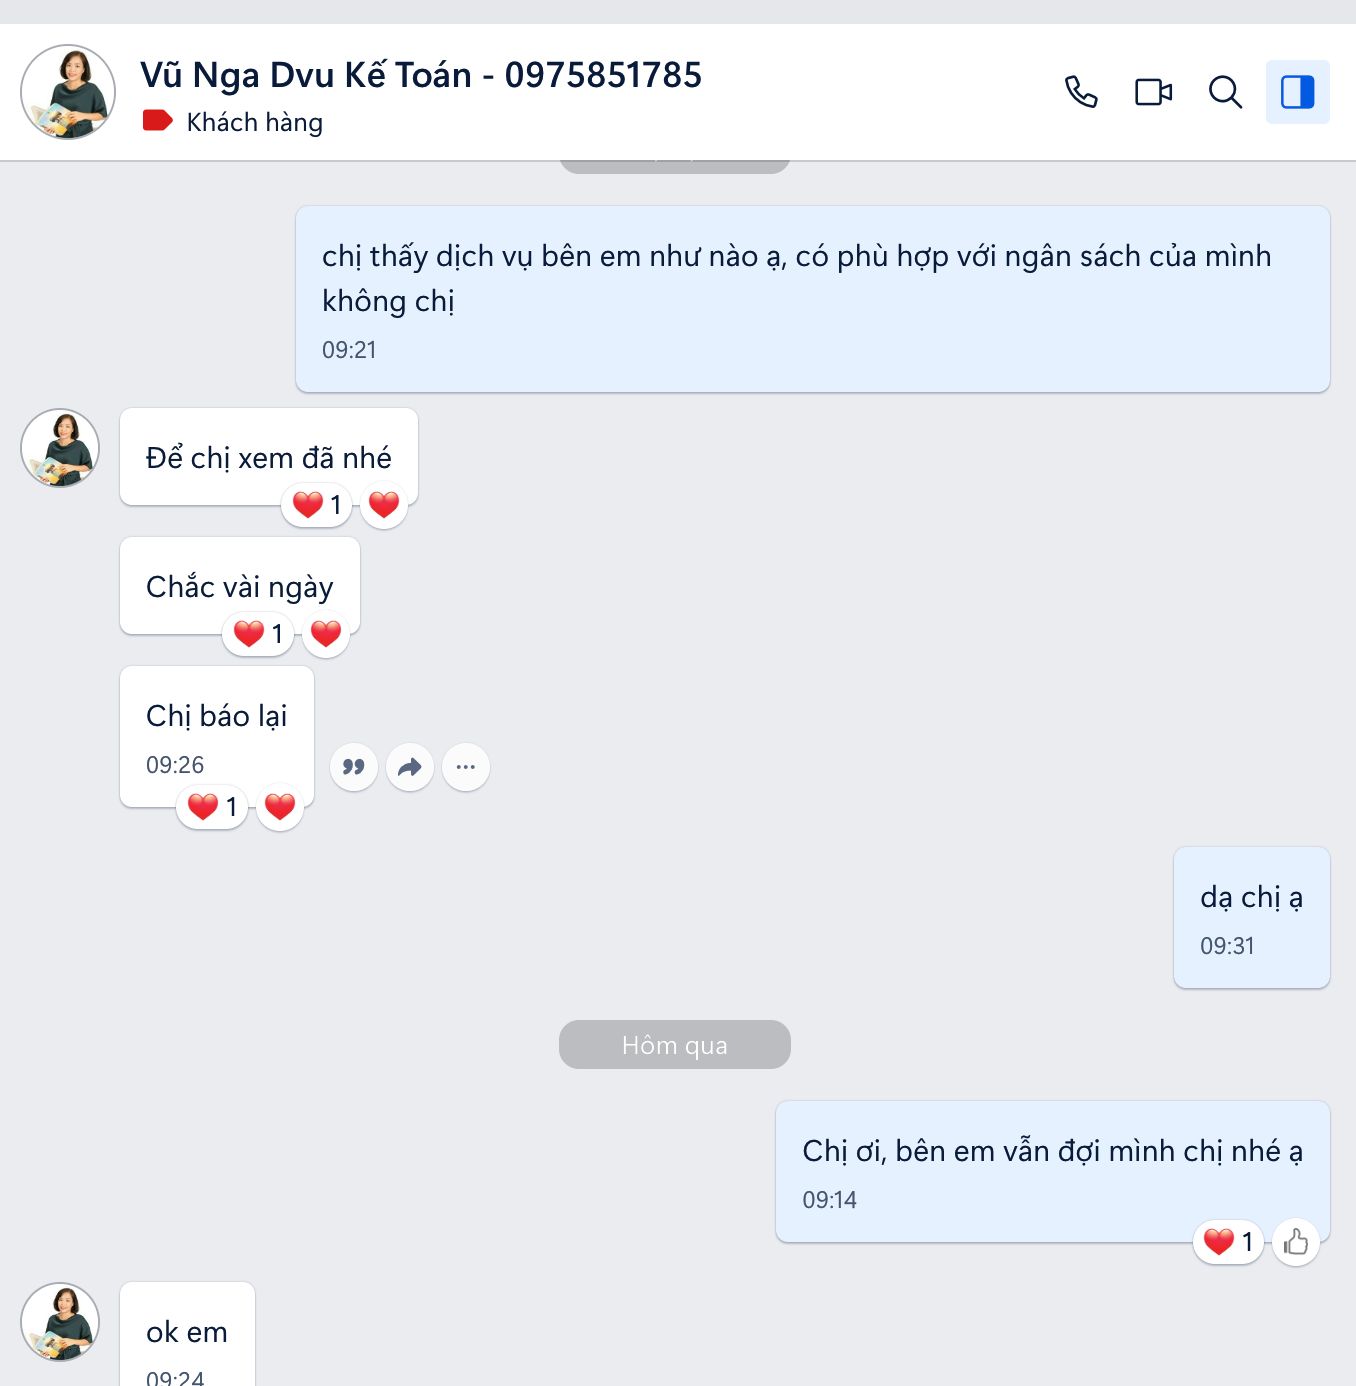 Vũ Nga Dvu Kế Toán - 0975851785
Khách hàng
chị thấy dịch vụ bên em như nào ạ, có phù hợp với ngân sách của mình
không chị
09:21
Để chị xem đã nhé
1
Chắc vài ngày
1
Chị báo lại
09:26
1
dạ chị ạ
09:31
Hôm qua
Chị ơi, bên em vẫn đợi mình chị nhé ạ
09:14
1
ok em
09:24